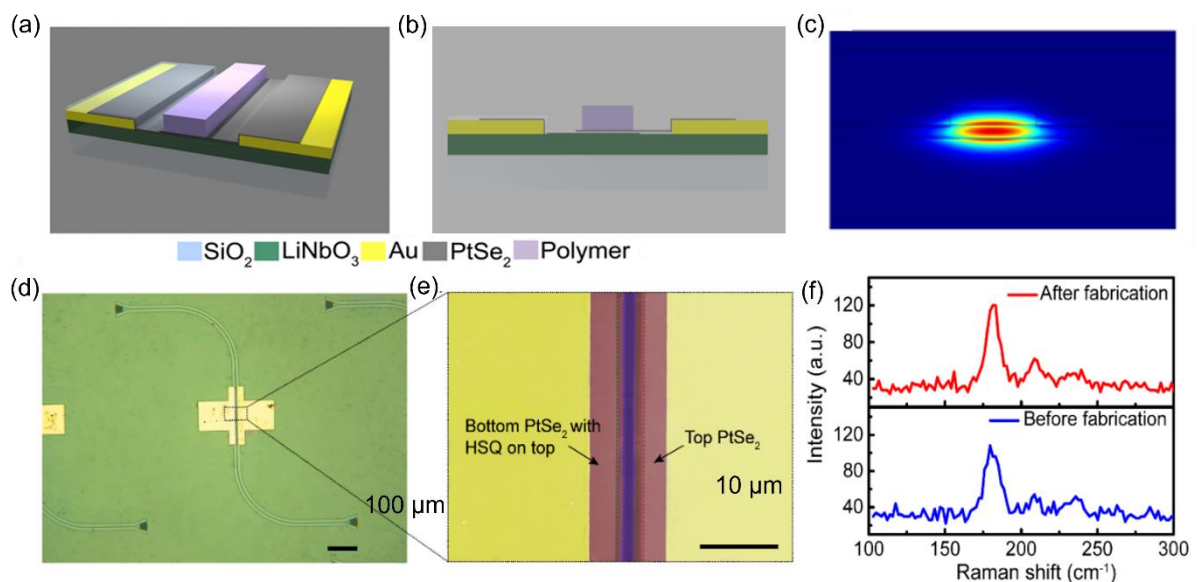 (a)
(b)
(c)
SiO₂ LiNbO₃ Au PtSe₂ Polymer
(d)
100 µm
(e)
Bottom PtSe₂ with
HSQ on top
Top PtSe₂
10 µm
(f)
Intensity (a.u.)
120
80
40
After fabrication
120
80
40
Before fabrication
100 150 200 250 300
Raman shift (cm⁻¹)